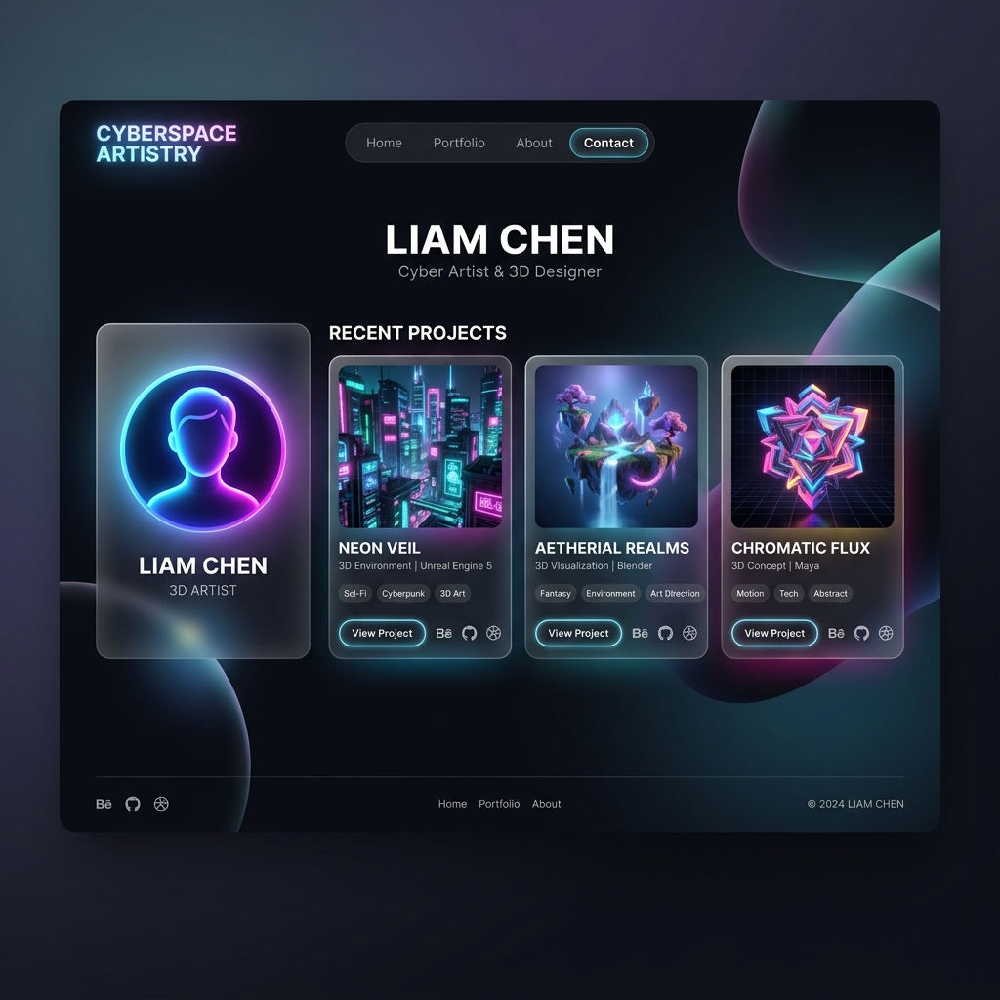 CYBERSPACE
ARTISTRY
Home Portfolio About Contact
LIAM CHEN
Cyber Artist & 3D Designer
LIAM CHEN
3D ARTIST
RECENT PROJECTS
NEON VEIL
3D Environment | Unreal Engine 5
Sci-Fi Cyberpunk 3D Art
View Project Bē
AETHERIAL REALMS
3D VIsualization | Blender
Fantasy Environment Art DIrection
View Project Bē
CHROMATIC FLUX
3D Concept | Maya
Motion Tech Abstract
View Project Bē
Bē
Home Portfolio About
© 2024 LIAM CHEN